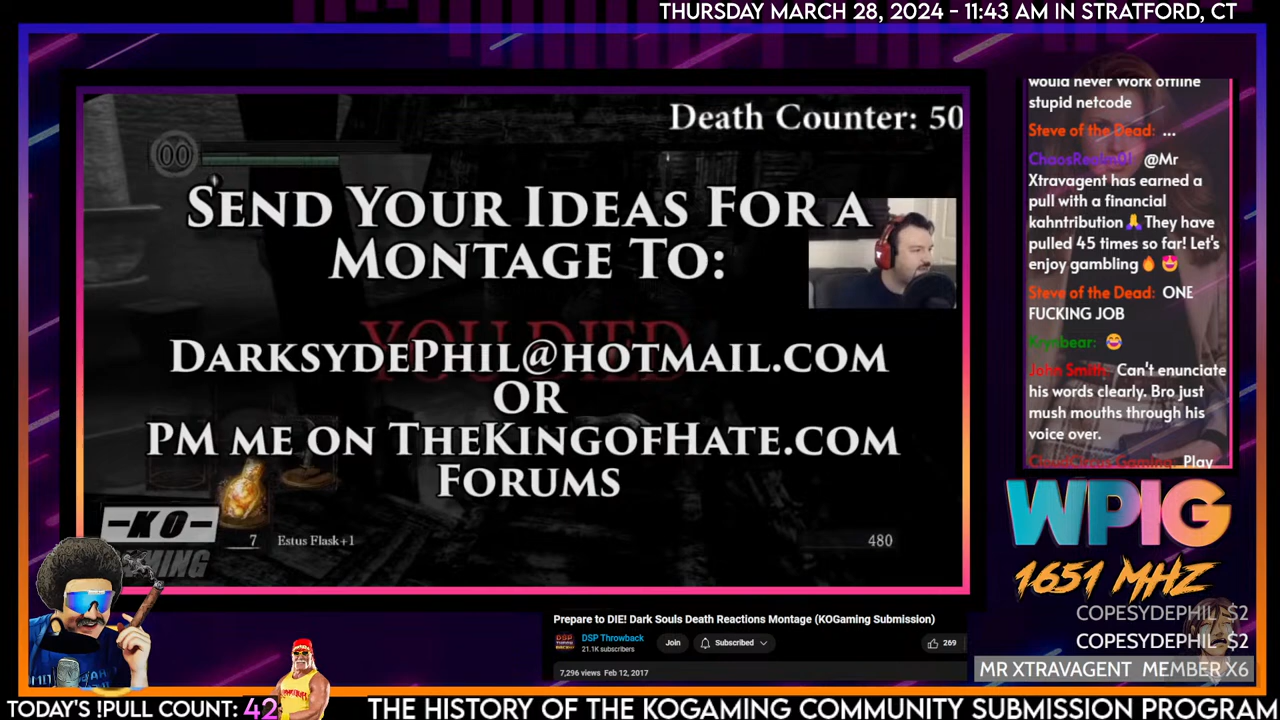 THURSDAY MARCH 28, 2024 - 11:43 AM IN STRATFORD, CT
Death Counter: 50
00
SEND YOUR IDEAS FOR A
MONTAGE TO:
YOU DIED
DARKSYDEPHIL@HOTMAIL.COM
OR
PM ME ON THEKINGOFHATE.COM
FORUMS
-KO-
GAMING
7 Estus Flask+1
480
would never work offline
stupid netcode
Steve of the Dead: ...
@Mr
Xtravagent has earned a
pull with a financial
kahntribution🙏They have
pulled 45 times so far! Let's
enjoy gambling🔥 🤩
Steve of the Dead: ONE
FUCKING JOB
😂
John Smith: Can't enunciate
his words clearly. Bro just
mush mouths through his
voice over.
Gaming: Play
WPIG
1651 MHZ
COPESYDEPHIL $2
COPESYDEPHIL $2
MR XTRAVAGENT MEMBER X6
Prepare to DIE! Dark Souls Death Reactions Montage (KOGaming Submission)
DSP Throwback
21.1K subscribers
Join
Subscribed
269
7,296 views Feb 12, 2017
TODAY'S !PULL COUNT: 42
THE HISTORY OF THE KOGAMING COMMUNITY SUBMISSION PROGRAM